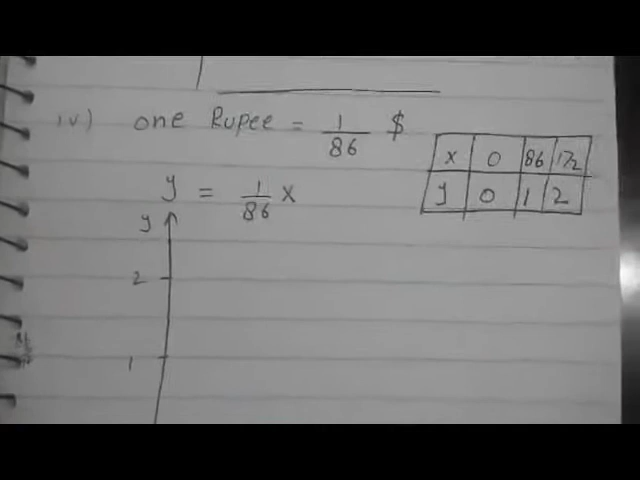 iv) one Rupee = 1/86 $
x 0 86 172
y 0 1 2
y = 1/86 x
y
2
1